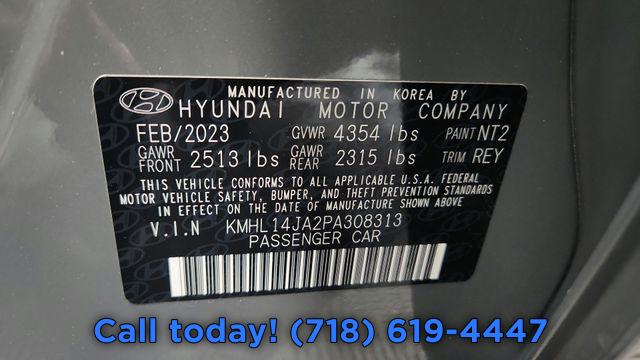 MANUFACTURED IN KOREA BY
HYUNDAI MOTOR COMPANY
FEB/2023 GVWR 4354 lbs PAINT NT2
GAWR FRONT 2513 lbs GAWR REAR 2315 lbs TRIM REY
THIS VEHICLE CONFORMS TO ALL APPLICABLE U.S.A. FEDERAL
MOTOR VEHICLE SAFETY, BUMPER, AND THEFT PREVENTION STANDARDS
IN EFFECT ON THE DATE OF MANUFACTURE SHOWN ABOVE.
V.I.N KMHL14JA2PA308313
PASSENGER CAR
Call today! (718) 619-4447